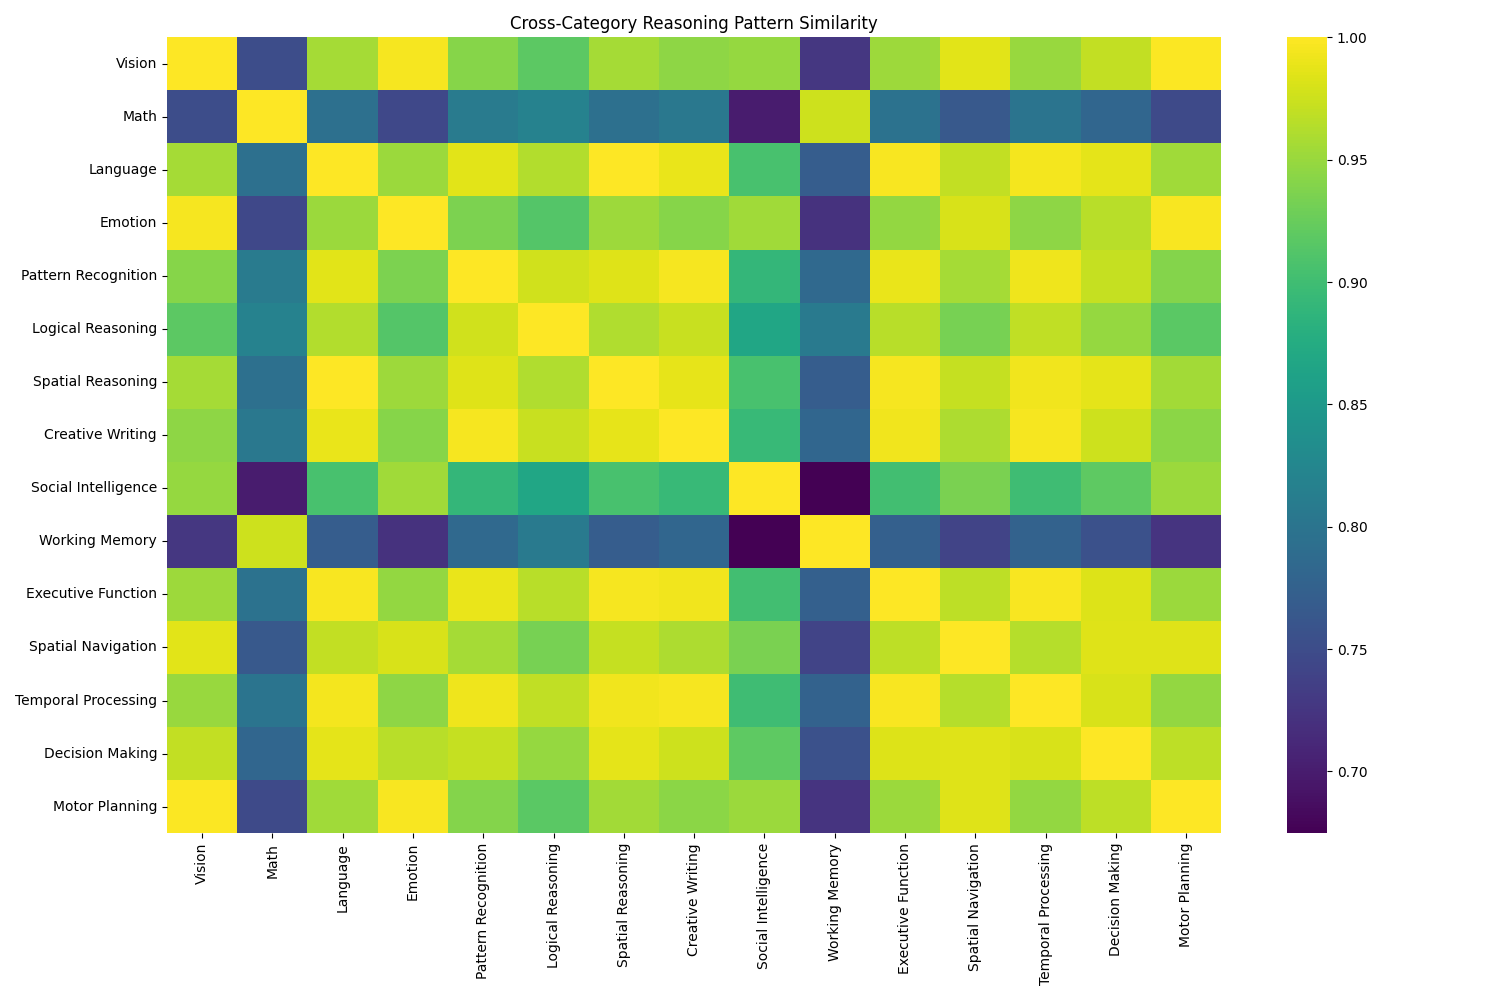 Cross-Category Reasoning Pattern Similarity
Vision
Math
Language
Emotion
Pattern Recognition
Logical Reasoning
Spatial Reasoning
Creative Writing
Social Intelligence
Working Memory
Executive Function
Spatial Navigation
Temporal Processing
Decision Making
Motor Planning
Vision
Math
Language
Emotion
Pattern Recognition
Logical Reasoning
Spatial Reasoning
Creative Writing
Social Intelligence
Working Memory
Executive Function
Spatial Navigation
Temporal Processing
Decision Making
Motor Planning
1.00
0.95
0.90
0.85
0.80
0.75
0.70